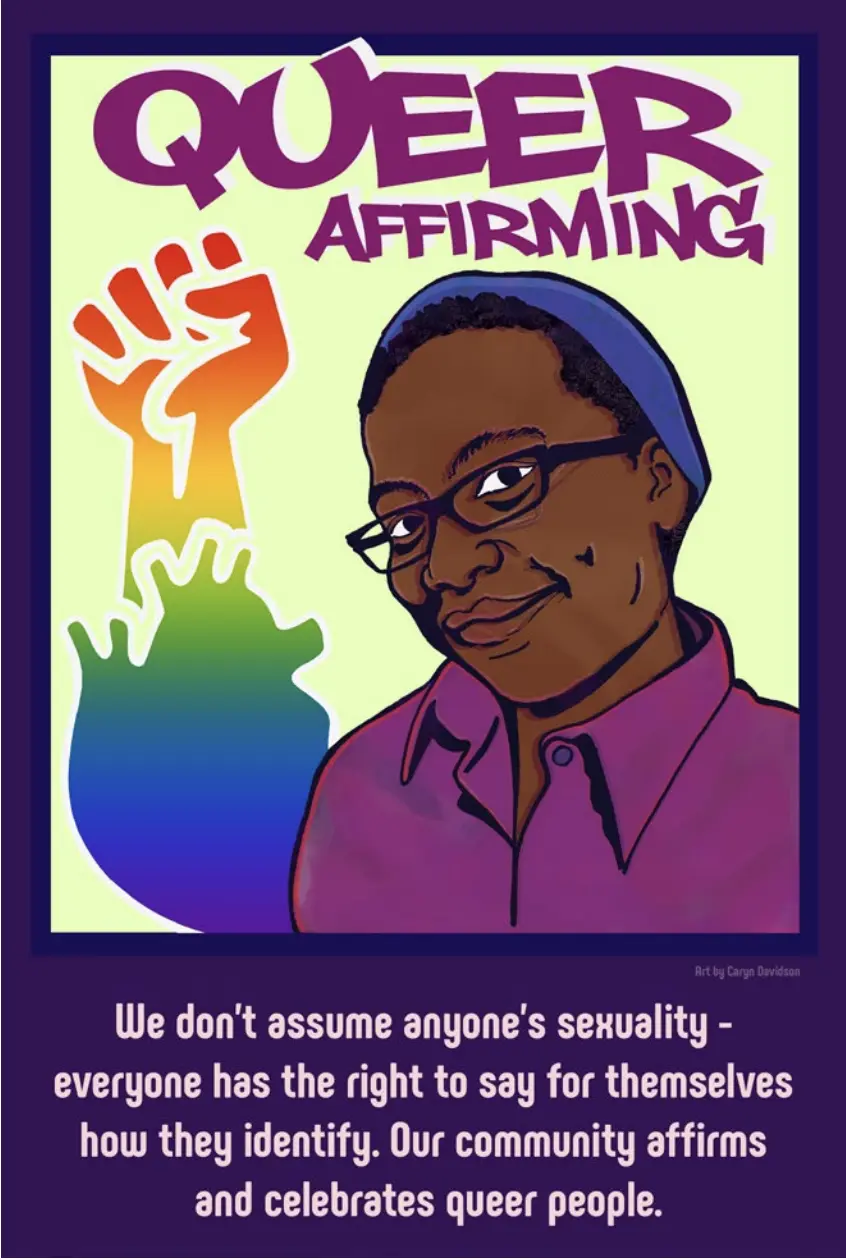 QUEER
AFFIRMING
Art by Caryn Davidson
We don't assume anyone's sexuality -
everyone has the right to say for themselves
how they identify. Our community affirms
and celebrates queer people.